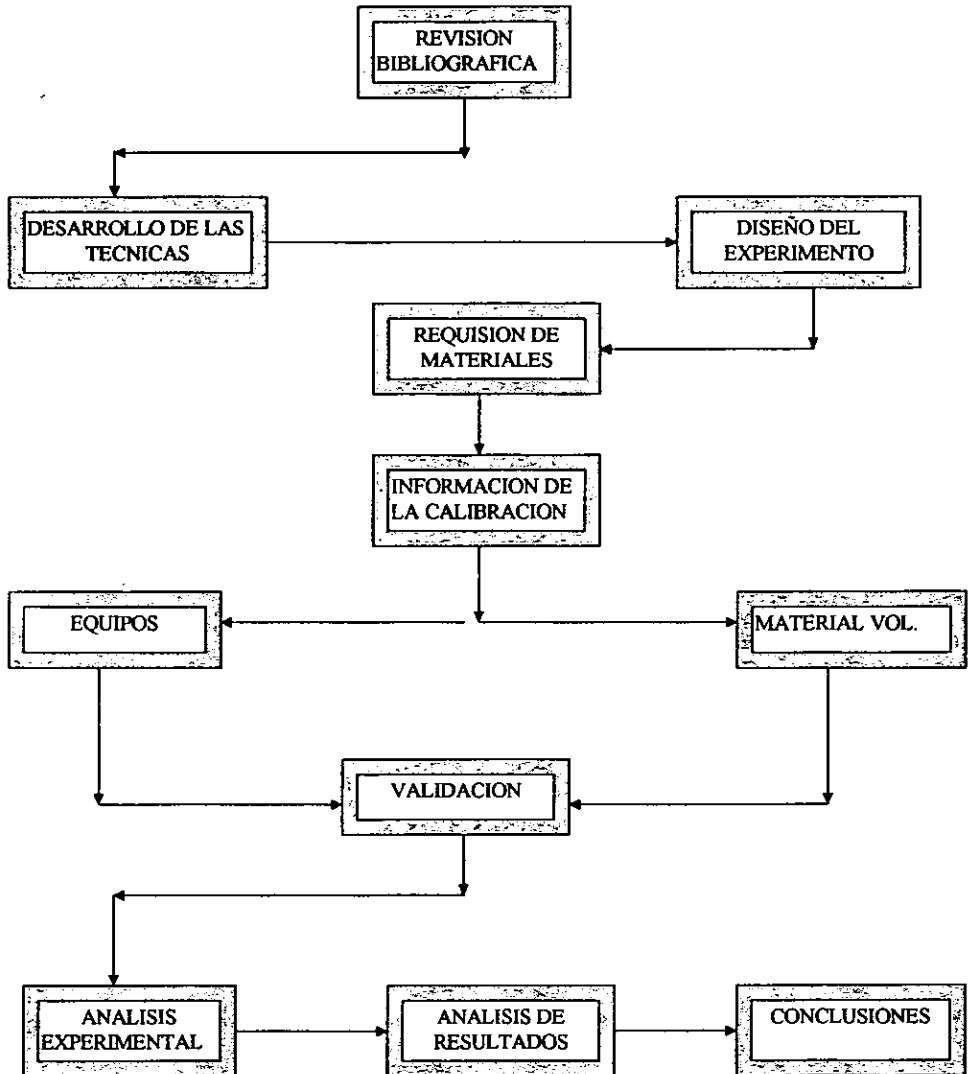 REVISION
BIBLIOGRAFICA
DESARROLLO DE LAS
TECNICAS
DISEÑO DEL
EXPERIMENTO
REQUISION DE
MATERIALES
INFORMACION DE
LA CALIBRACION
EQUIPOS
MATERIAL VOL.
VALIDACION
ANALISIS
EXPERIMENTAL
ANALISIS DE
RESULTADOS
CONCLUSIONES